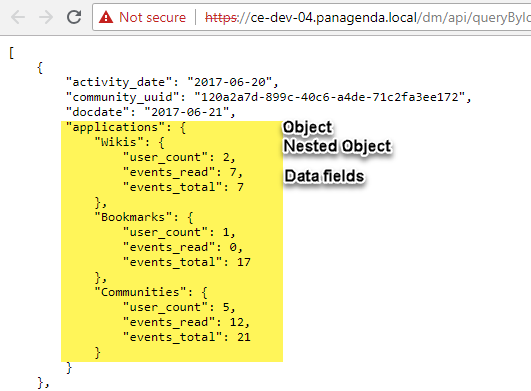 Not secure | https://ce-dev-04.panagenda.local/dm/api/queryByI
[
{
"activity_date": "2017-06-20",
"community_uuid": "120a2a7d-899c-40c6-a4de-71c2fa3ee172",
"docdate": "2017-06-21",
"applications": { Object
"Wikis": { Nested Object
"user_count": 2,
"events_read": 7, Data fields
"events_total": 7
},
"Bookmarks": {
"user_count": 1,
"events_read": 0,
"events_total": 17
},
"Communities": {
"user_count": 5,
"events_read": 12,
"events_total": 21
}
}
},